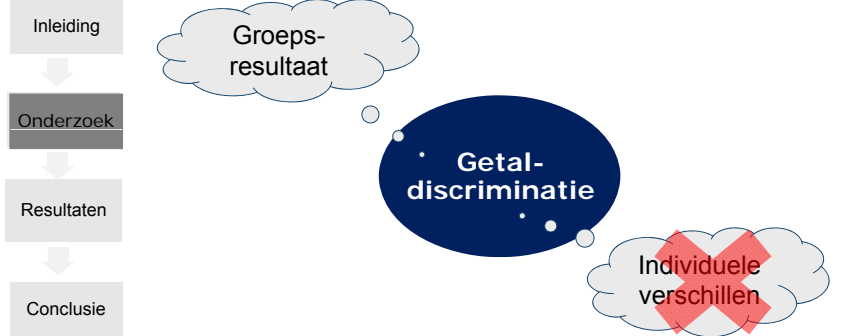 Inleiding
Onderzoek
Resultaten
Conclusie
Groeps-
resultaat
Getal-
discriminatie
Individuele
verschillen